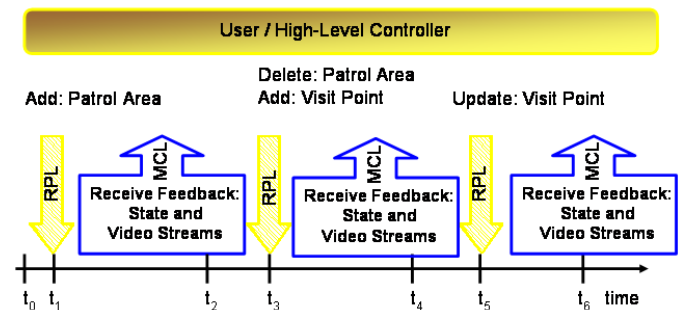 User / High-Level Controller
Delete: Patrol Area
Add: Patrol Area Add: Visit Point Update: Visit Point
RPL MCL RPL MCL RPL MCL
Receive Feedback: Receive Feedback: Receive Feedback:
State and State and State and
Video Streams Video Streams Video Streams
t0 t1 t2 t3 t4 t5 t6 time